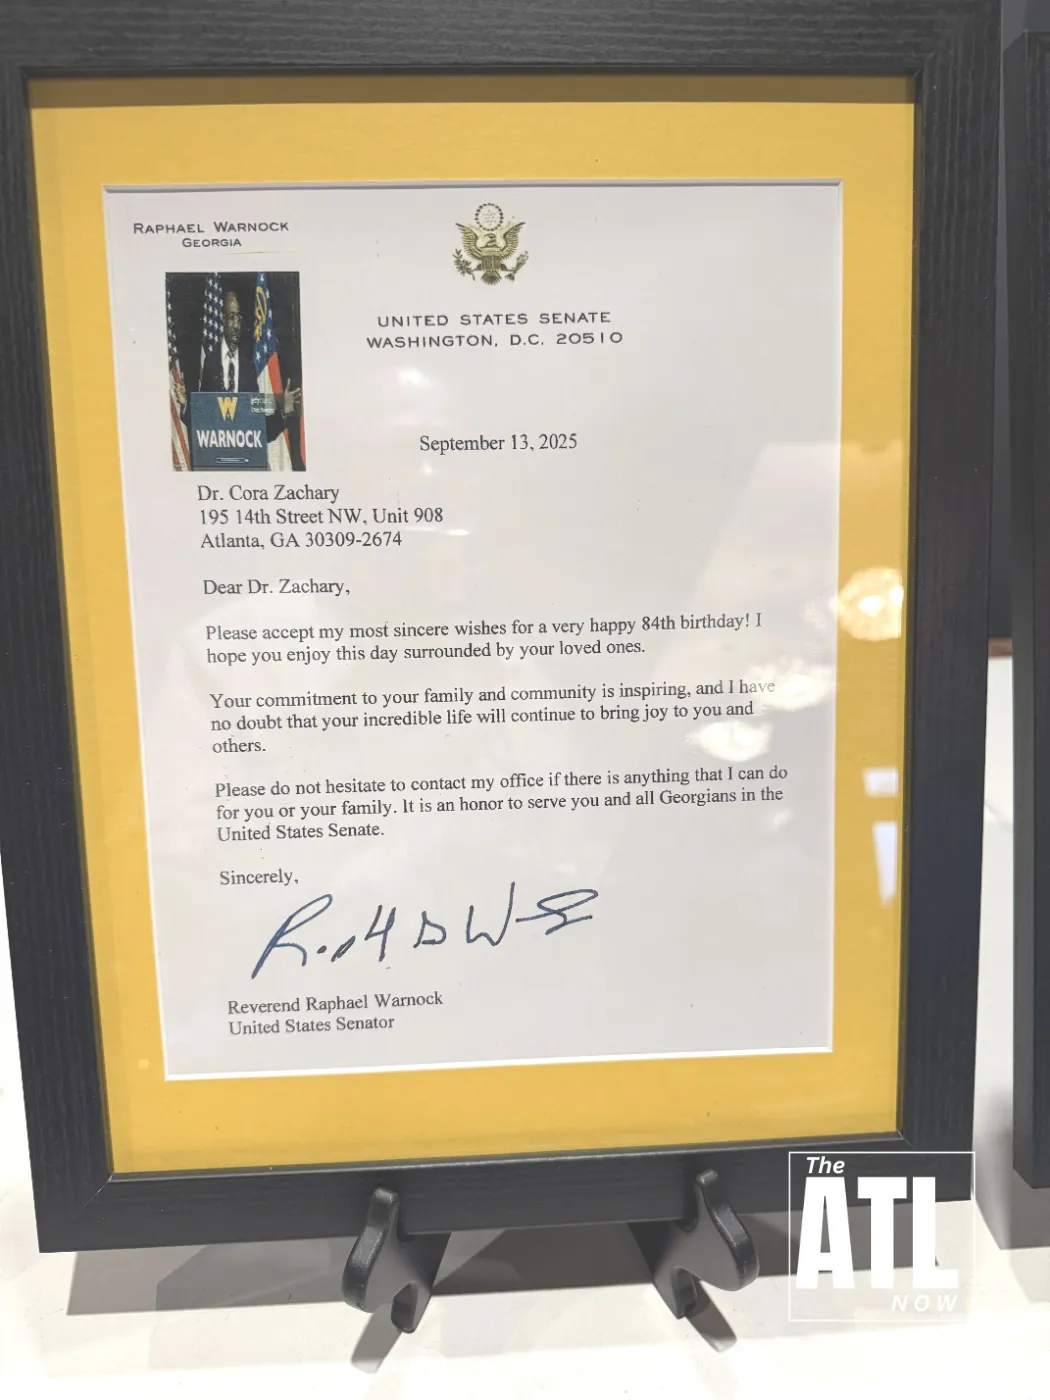 RAPHAEL WARNOCK
GEORGIA
UNITED STATES SENATE
WASHINGTON, D.C. 20510
W
WARNOCK
September 13, 2025
Dr. Cora Zachary
195 14th Street NW, Unit 908
Atlanta, GA 30309-2674
Dear Dr. Zachary,
Please accept my most sincere wishes for a very happy 84th birthday! I
hope you enjoy this day surrounded by your loved ones.
Your commitment to your family and community is inspiring, and I have
no doubt that your incredible life will continue to bring joy to you and
others.
Please do not hesitate to contact my office if there is anything that I can do
for you or your family. It is an honor to serve you and all Georgians in the
United States Senate.
Sincerely,
Reverend Raphael Warnock
United States Senator
The
ATL
NOW